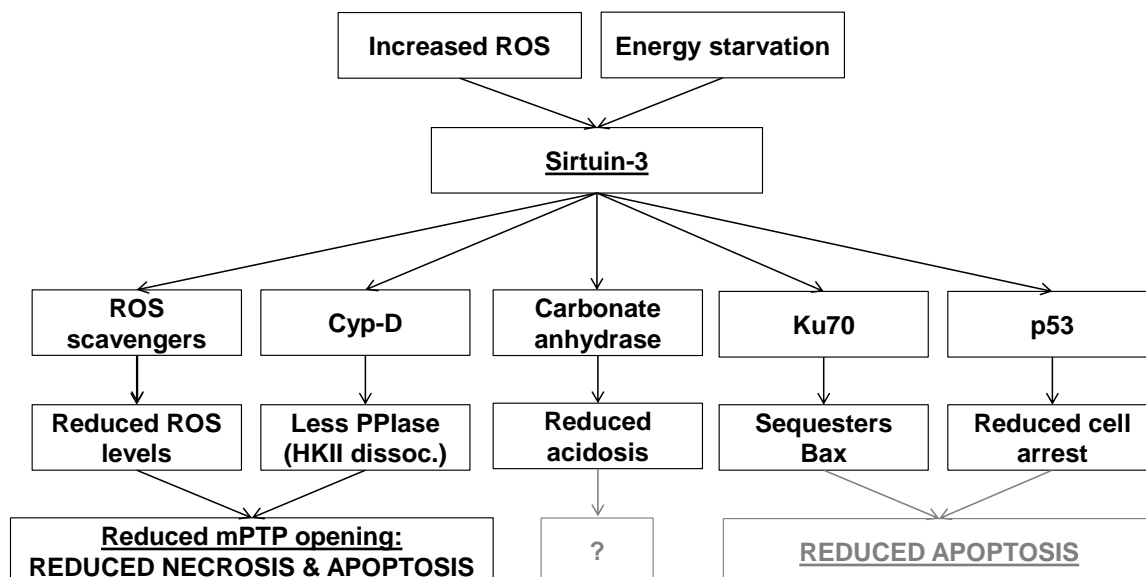 Increased ROS
Energy starvation
Sirtuin-3
ROS
scavengers
Cyp-D
Carbonate
anhydrase
Ku70
p53
Reduced ROS
levels
Less PPIase
(HKII dissoc.)
Reduced
acidosis
Sequesters
Bax
Reduced cell
arrest
Reduced mPTP opening:
REDUCED NECROSIS & APOPTOSIS
?
REDUCED APOPTOSIS